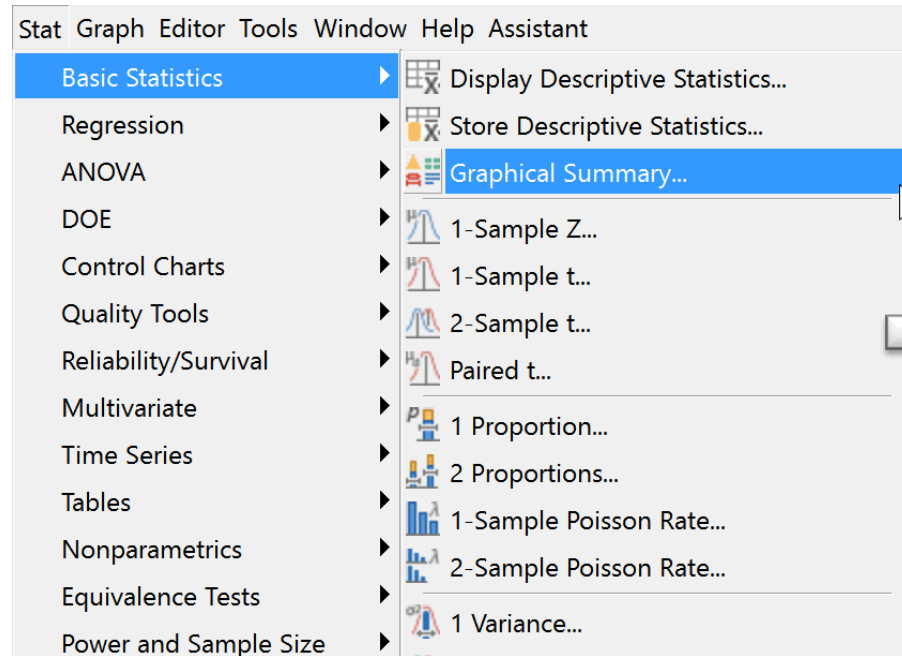 Stat Graph Editor Tools Window Help Assistant
Basic Statistics
Regression
ANOVA
DOE
Control Charts
Quality Tools
Reliability/Survival
Multivariate
Time Series
Tables
Nonparametrics
Equivalence Tests
Power and Sample Size
Display Descriptive Statistics...
Store Descriptive Statistics...
Graphical Summary...
1-Sample Z...
1-Sample t...
2-Sample t...
Paired t...
1 Proportion...
2 Proportions...
1-Sample Poisson Rate...
2-Sample Poisson Rate...
1 Variance...